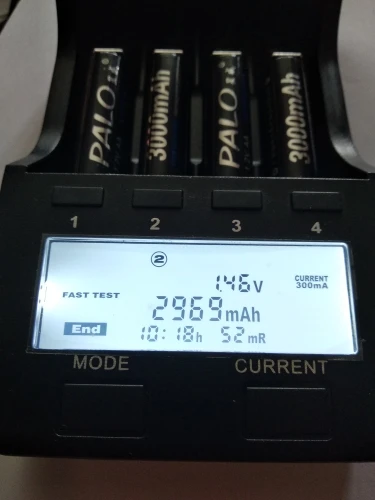 PALO
3000mAh
PALO
3000mAh
1 2 3 4
2
1.46V
CURRENT
300mA
FAST TEST
2969mAh
End
10:18h 52mR
MODE CURRENT